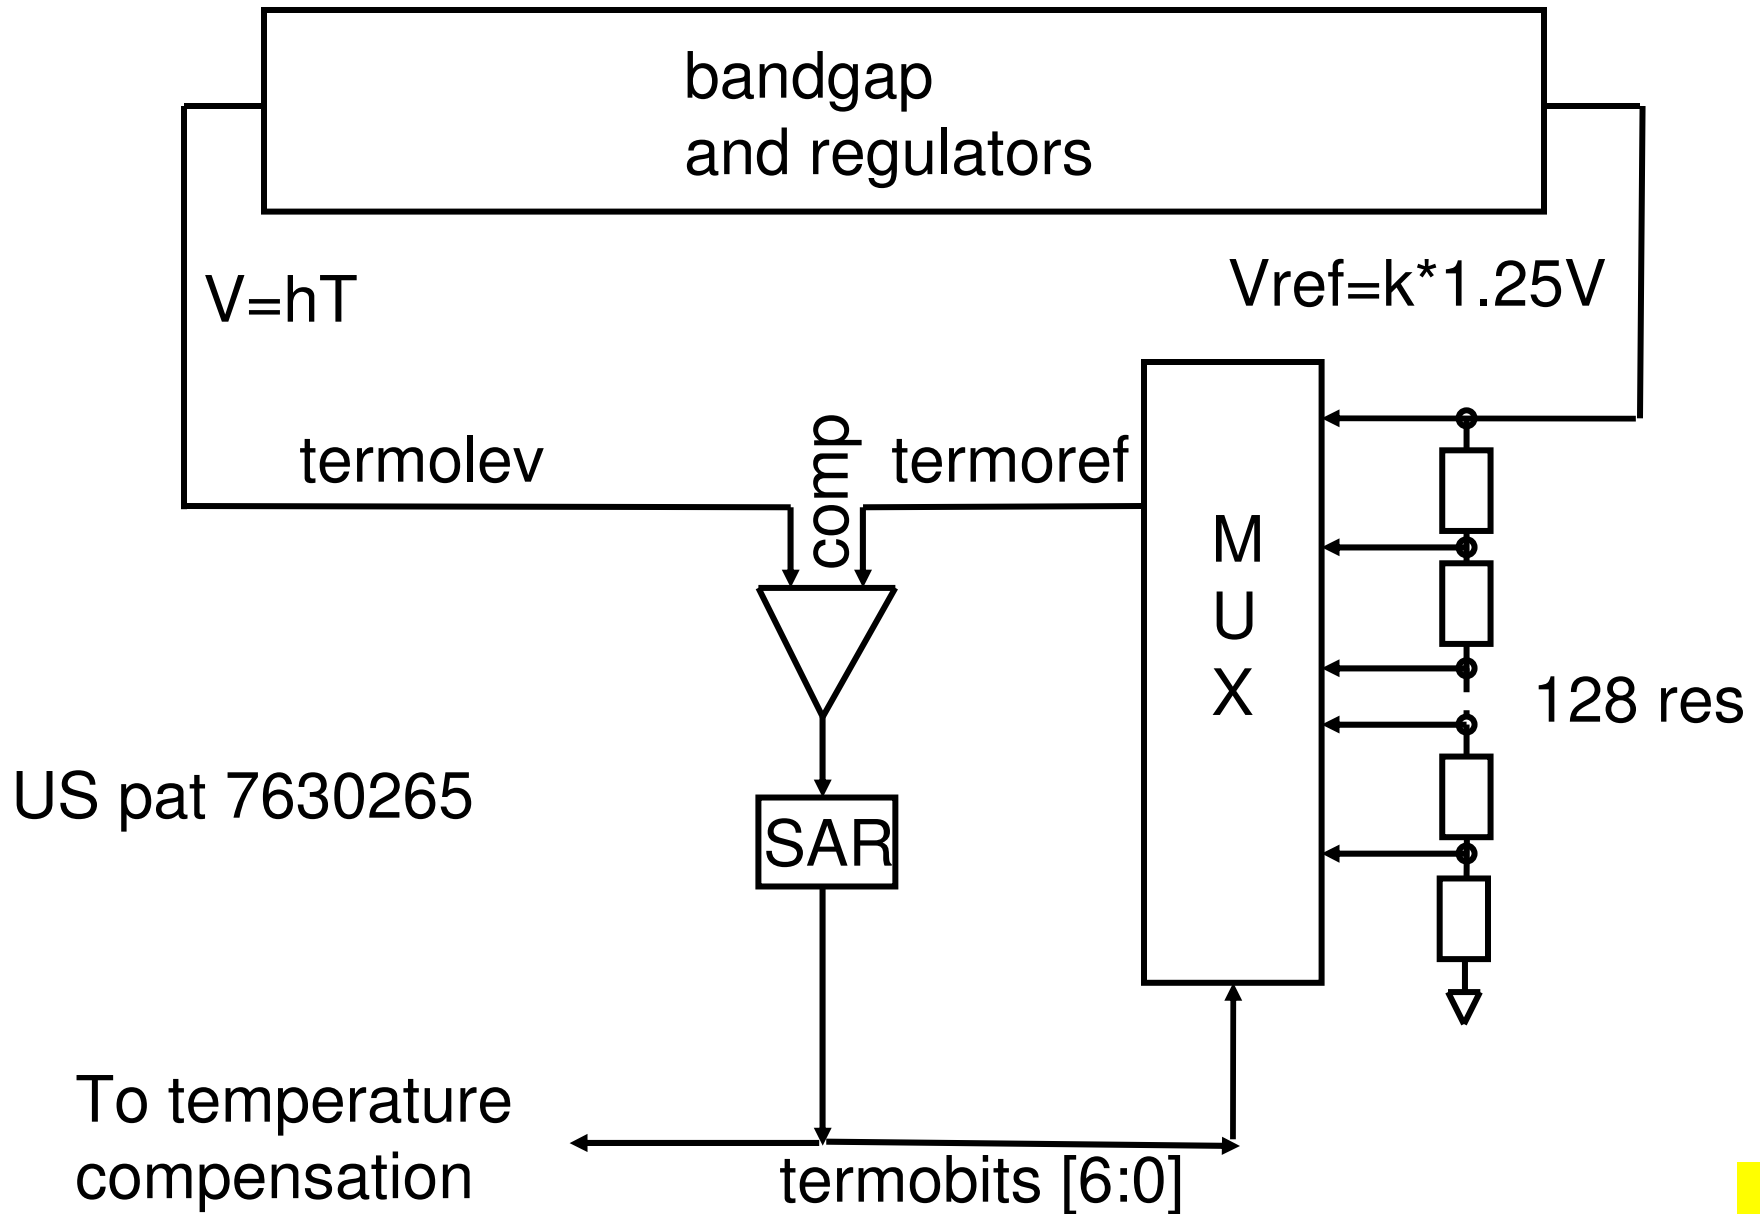 bandgap
and regulators
V=hT
Vref=k*1.25V
termolev
comp
termoref
M
U
X
128 res
US pat 7630265
SAR
To temperature
compensation
termobits [6:0]